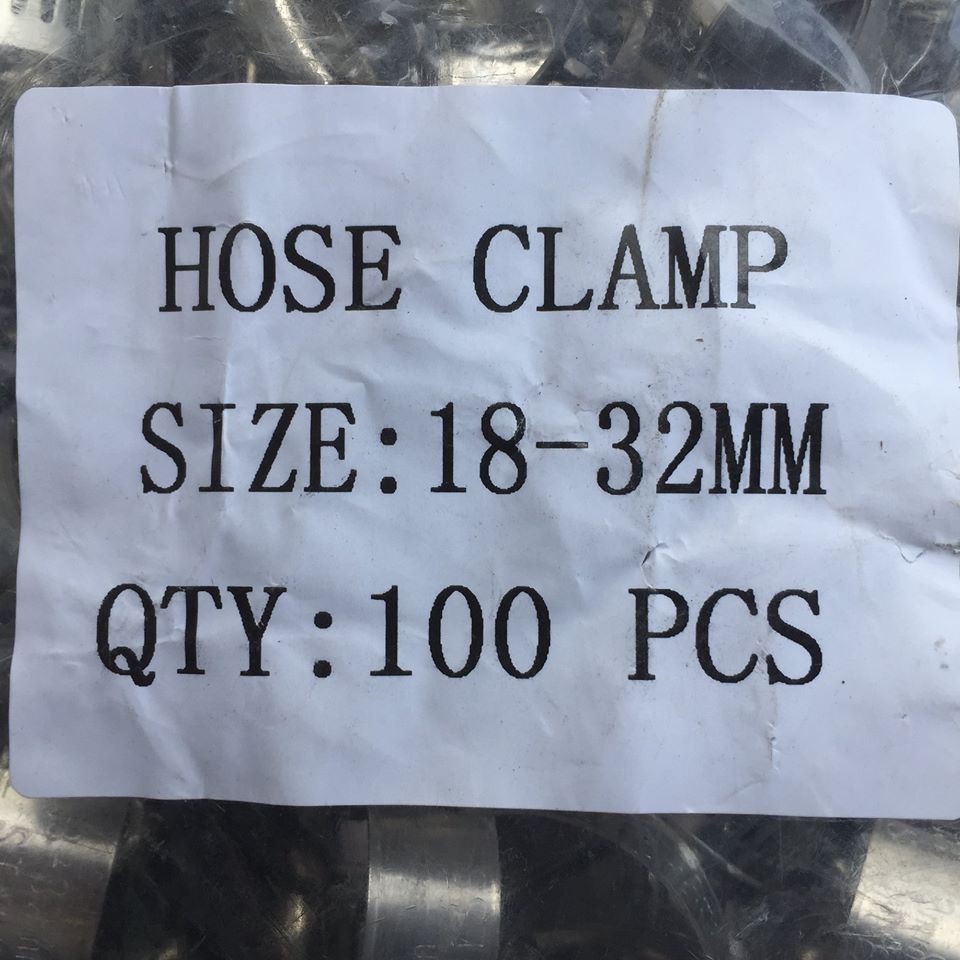 HOSE CLAMP
SIZE:18-32MM
QTY:100 PCS